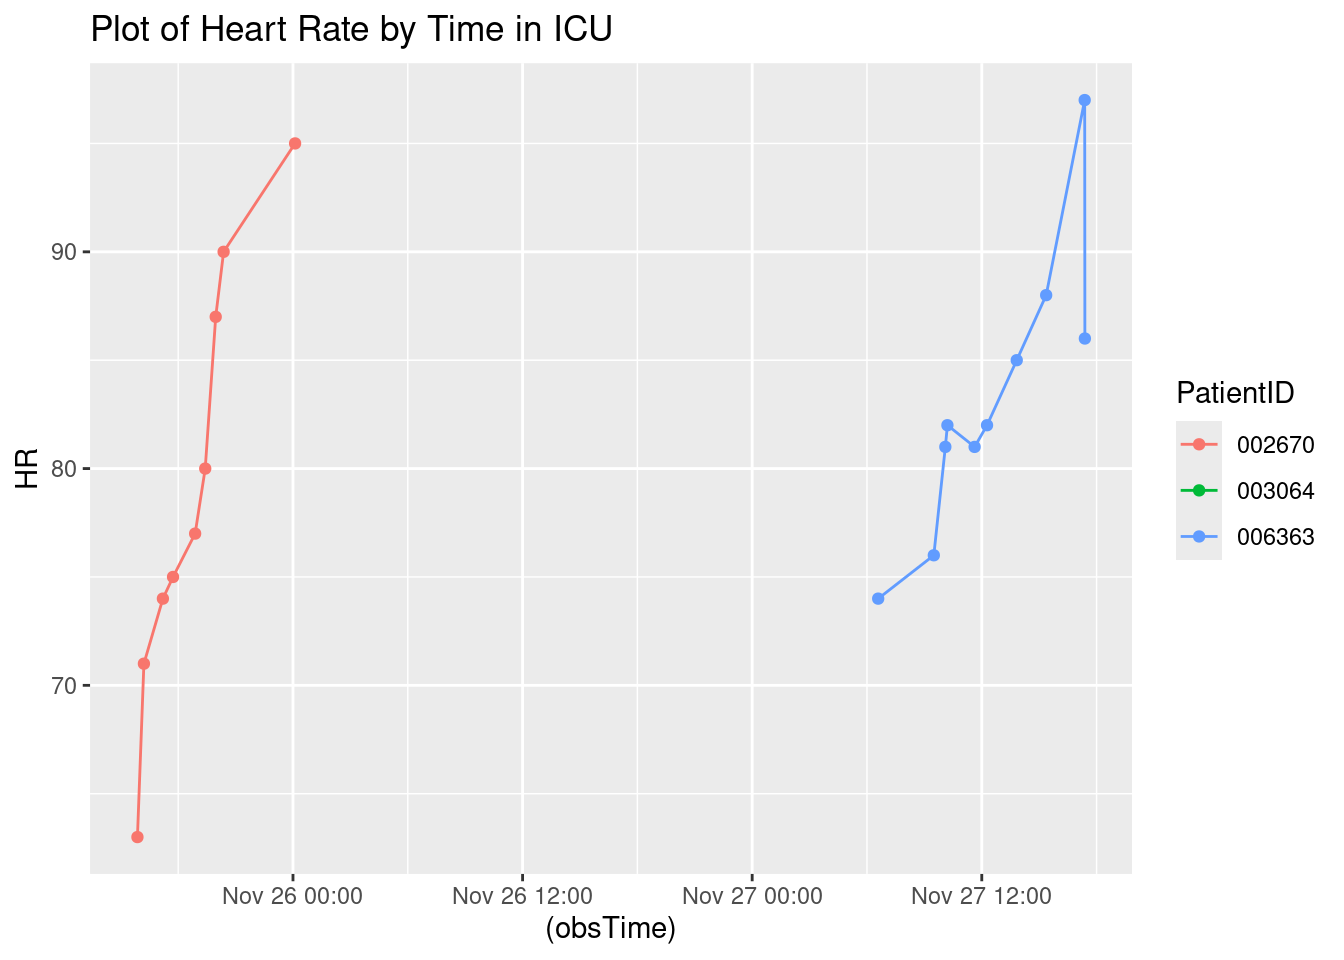 Plot of Heart Rate by Time in ICU
90
80
70
HR
Nov 26 00:00
Nov 26 12:00
Nov 27 00:00
Nov 27 12:00
(obsTime)
PatientID
002670
003064
006363